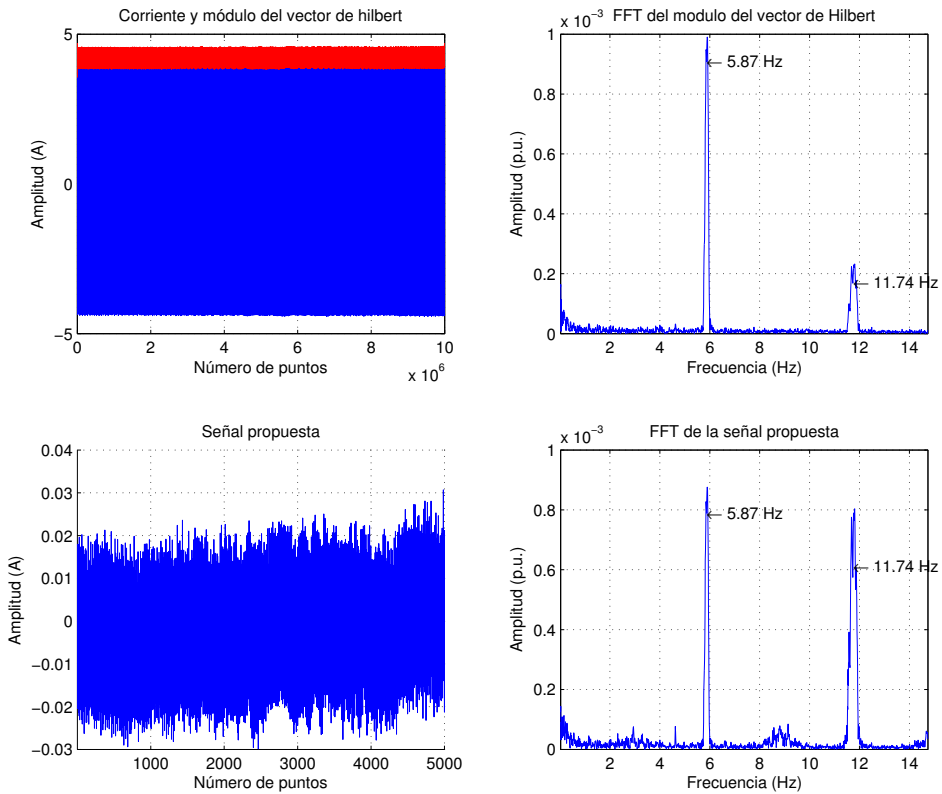 Corriente y módulo del vector de hilbert
5
0
−5
Amplitud (A)
0 2 4 6 8 10
x 10^6
Número de puntos
FFT del modulo del vector de Hilbert
x 10^−3
1
0.8
0.6
0.4
0.2
0
Amplitud (p.u.)
← 5.87 Hz
← 11.74 Hz
2 4 6 8 10 12 14
Frecuencia (Hz)
Señal propuesta
0.04
0.03
0.02
0.01
0
−0.01
−0.02
−0.03
Amplitud (A)
1000 2000 3000 4000 5000
Número de puntos
FFT de la señal propuesta
x 10^−3
1
0.8
0.6
0.4
0.2
0
Amplitud (p.u.)
← 5.87 Hz
← 11.74 Hz
2 4 6 8 10 12 14
Frecuencia (Hz)